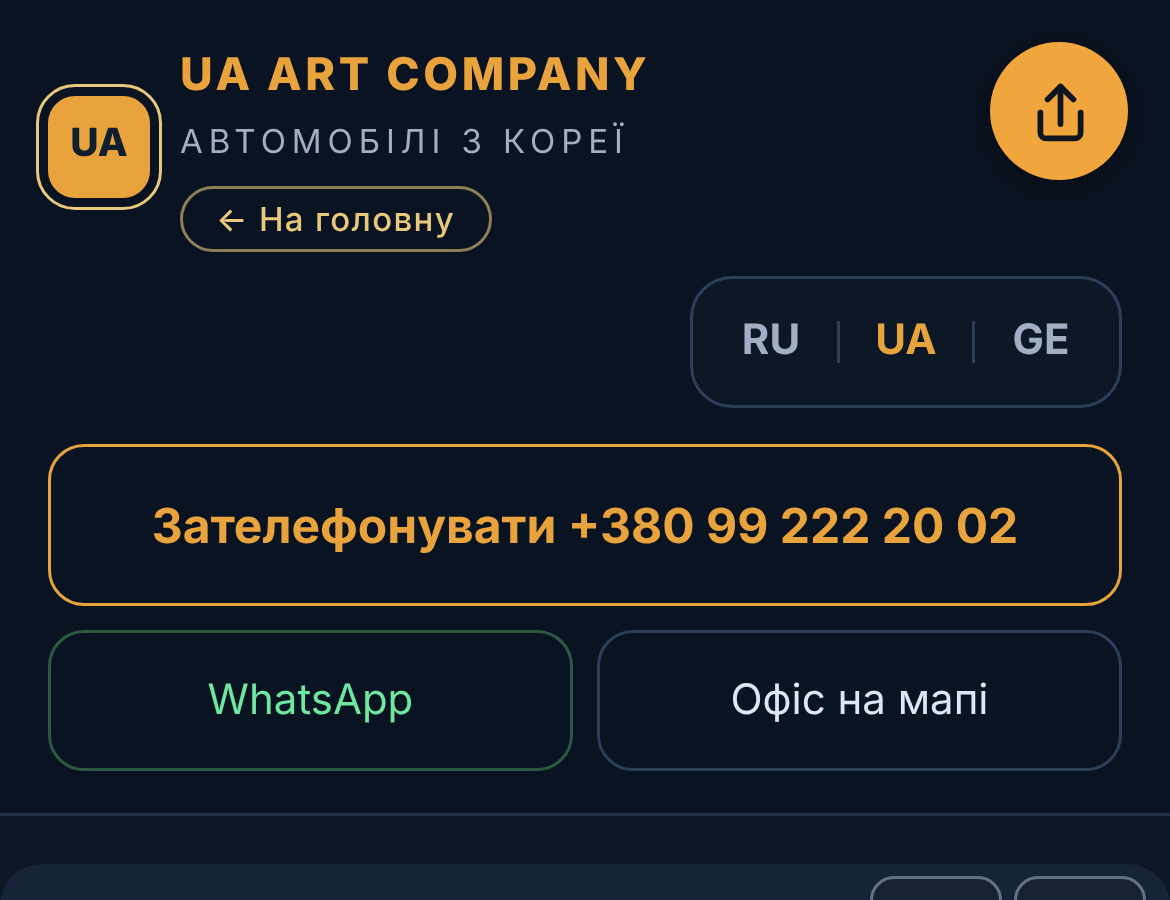 UA
UA ART COMPANY
АВТОМОБІЛІ З КОРЕЇ
← На головну
RU | UA | GE
Зателефонувати +380 99 222 20 02
WhatsApp
Офіс на мапі